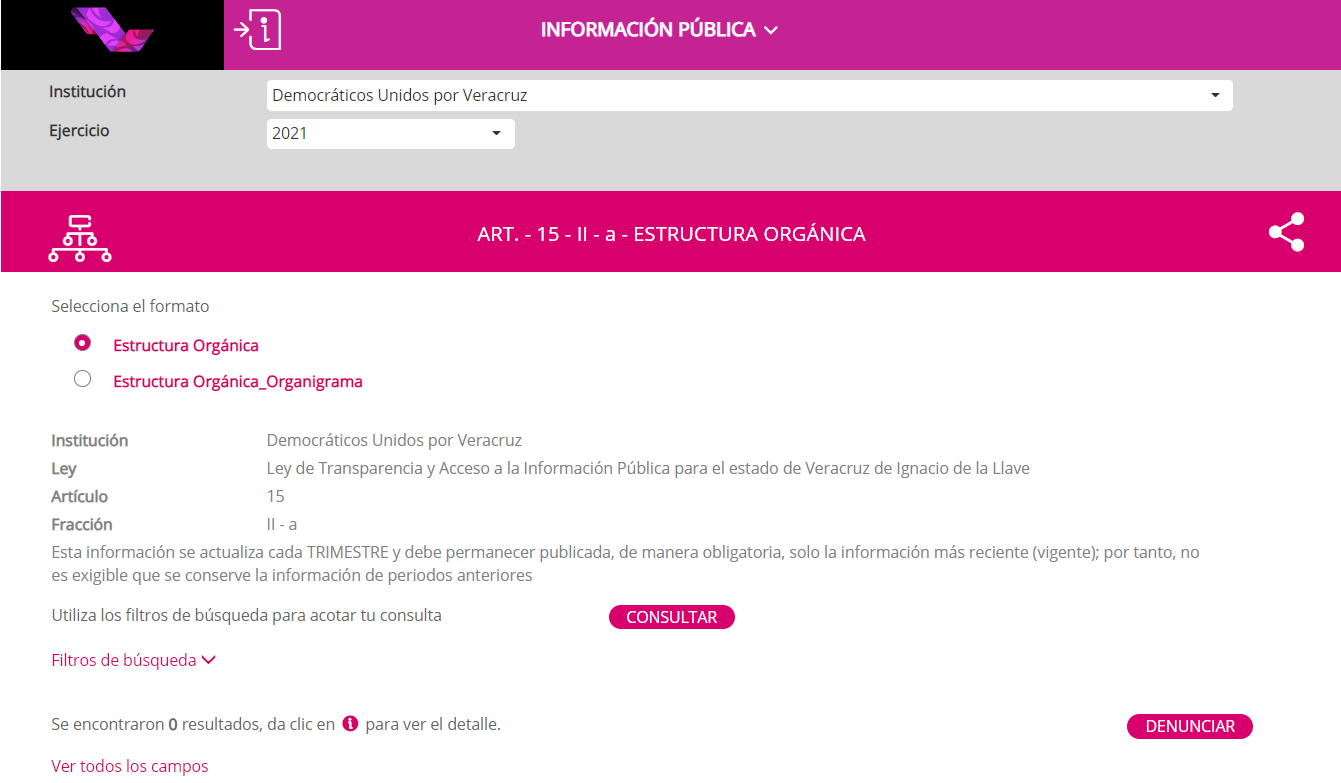 INFORMACIÓN PÚBLICA
Institución
Democráticos Unidos por Veracruz
Ejercicio
2021
ART. - 15 - II - a - ESTRUCTURA ORGÁNICA
Selecciona el formato
Estructura Orgánica
Estructura Orgánica_Organigrama
Institución Democráticos Unidos por Veracruz
Ley Ley de Transparencia y Acceso a la Información Pública para el estado de Veracruz de Ignacio de la Llave
Artículo 15
Fracción II - a
Esta información se actualiza cada TRIMESTRE y debe permanecer publicada, de manera obligatoria, solo la información más reciente (vigente); por tanto, no
es exigible que se conserve la información de periodos anteriores
Utiliza los filtros de búsqueda para acotar tu consulta
CONSULTAR
Filtros de búsqueda
Se encontraron 0 resultados, da clic en i para ver el detalle.
DENUNCIAR
Ver todos los campos